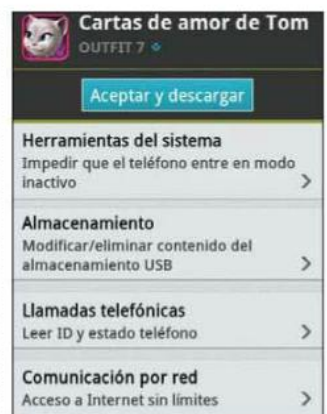 Cartas de amor de Tom
OUTFIT 7
Aceptar y descargar
Herramientas del sistema
Impedir que el teléfono entre en modo
inactivo
Almacenamiento
Modificar/eliminar contenido del
almacenamiento USB
Llamadas telefónicas
Leer ID y estado teléfono
Comunicación por red
Acceso a Internet sin límites